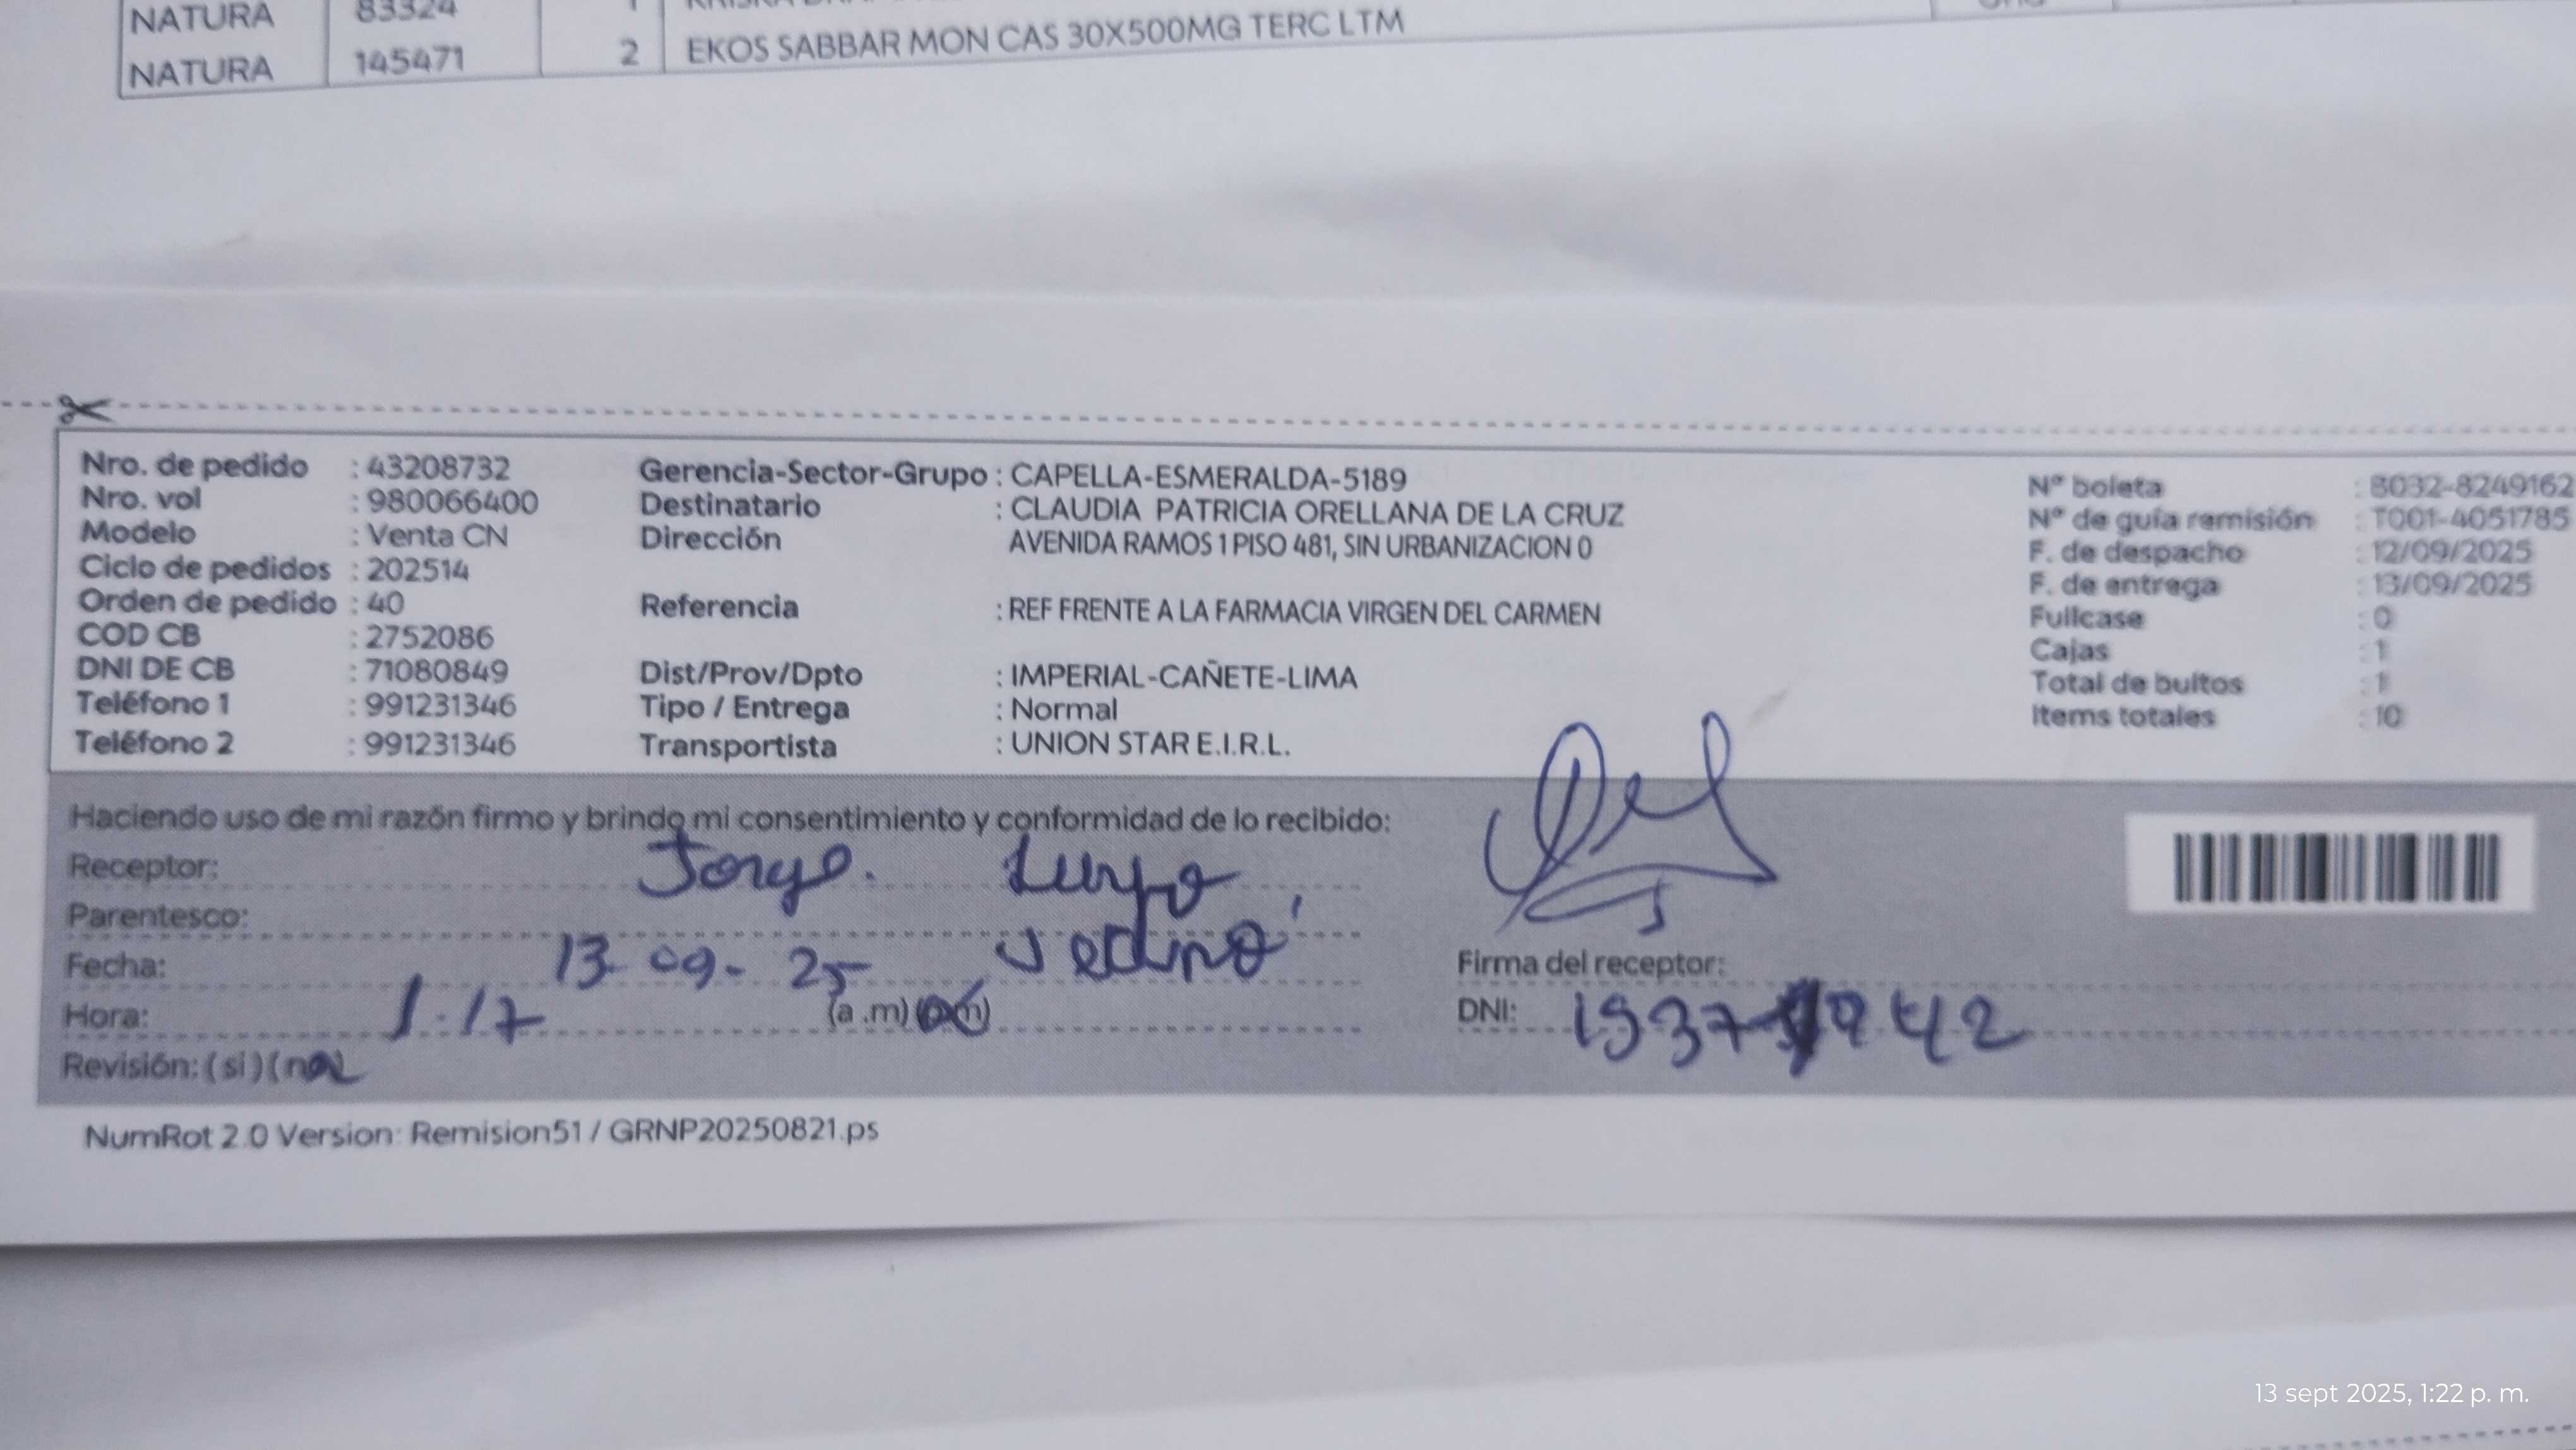 NATURA 83324 1
NATURA 145471 2 EKOS SABBAR MON CAS 30X500MG TERC LTM
Nro. de pedido : 43208732
Nro. vol : 980066400
Modelo : Venta CN
Ciclo de pedidos : 202514
Orden de pedido : 40
COD CB : 2752086
DNI DE CB : 71080849
Teléfono 1 : 991231346
Teléfono 2 : 991231346
Gerencia-Sector-Grupo : CAPELLA-ESMERALDA-5189
Destinatario : CLAUDIA PATRICIA ORELLANA DE LA CRUZ
Dirección AVENIDA RAMOS 1 PISO 481, SIN URBANIZACION 0
Referencia : REF FRENTE A LA FARMACIA VIRGEN DEL CARMEN
Dist/Prov/Dpto : IMPERIAL-CAÑETE-LIMA
Tipo / Entrega : Normal
Transportista : UNION STAR E.I.R.L.
Nº boleta : B032-8249162
Nº de guía remisión : T001-4051785
F. de despacho : 12/09/2025
F. de entrega : 13/09/2025
Fullcase : 0
Cajas : 1
Total de bultos : 1
Items totales : 10
Haciendo uso de mi razón firmo y brindo mi consentimiento y conformidad de lo recibido:
Receptor: Jorge.
Parentesco:
Fecha: 13-09-25
Hora: 1:17 (a.m)
Revisión: (si) (no)
Firma del receptor:
DNI:
NumRot 2.0 Version: Remision51 / GRNP20250821.ps
13 sept 2025, 1:22 p. m.